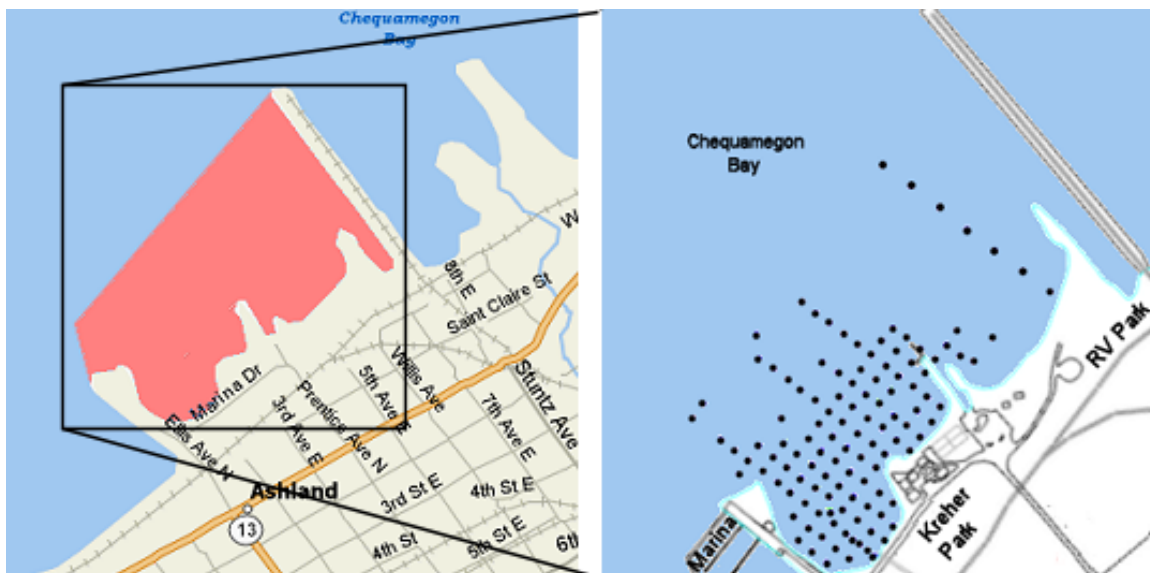 Chequamegon
Bay
8th E
Saint Claire St
W
Marina Dr
Willis Ave
Stuntz Ave
5th Ave E
Prentice Ave N
3rd Ave E
7th Ave E
Ellis Ave N
Ashland
3rd St E
4th St E
13
4th St
5th St E
6th
Chequamegon
Bay
RV Park
Kreher
Park
Marina